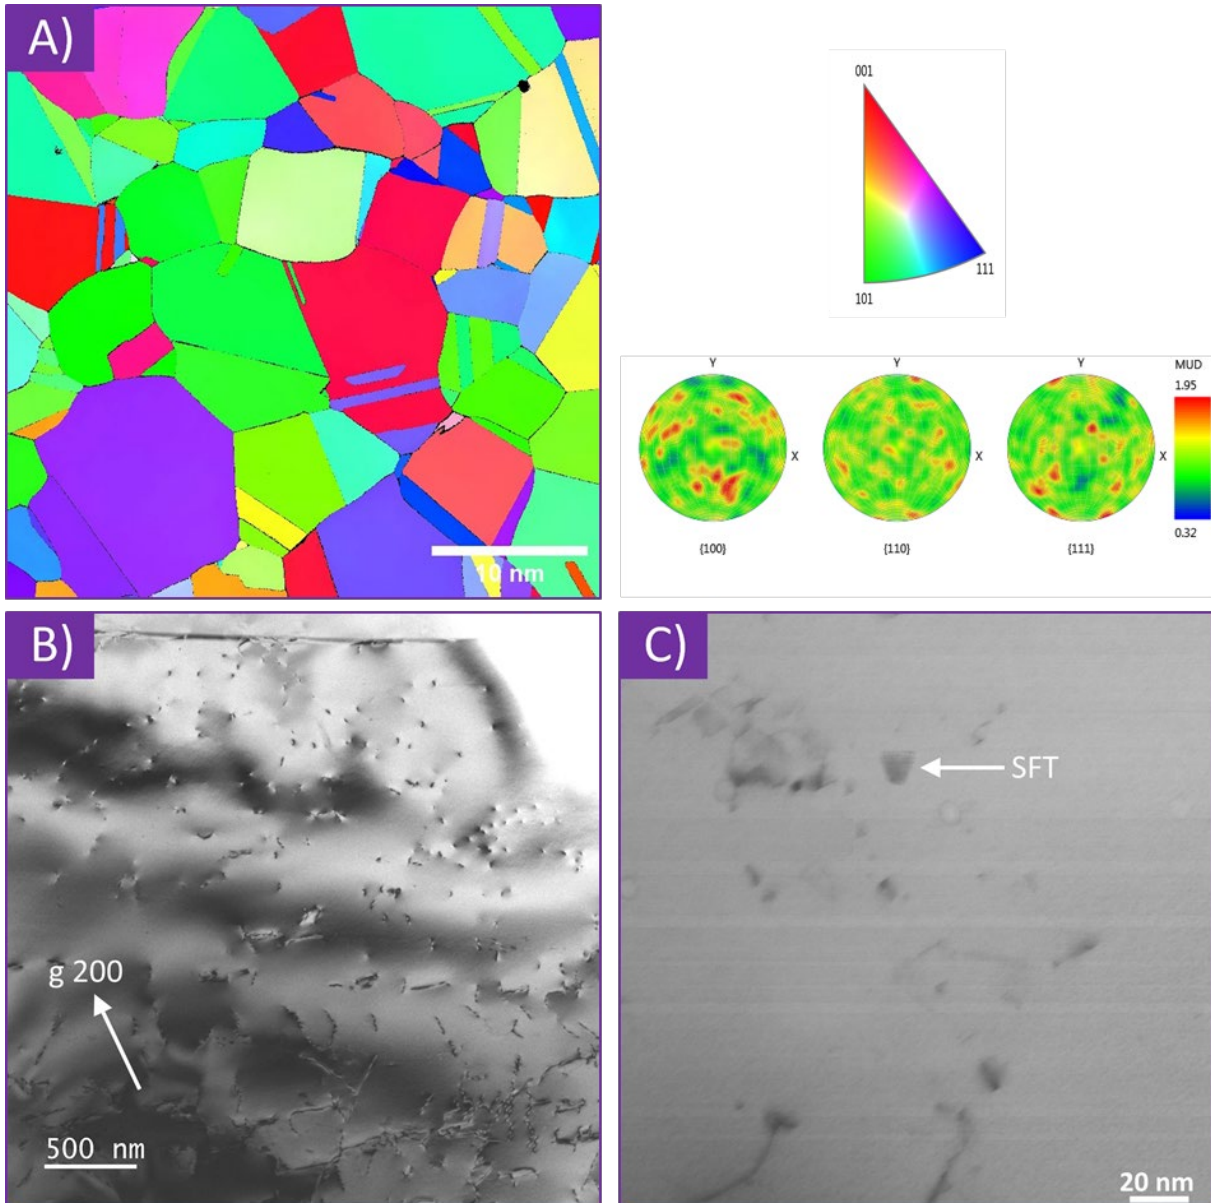 A)
10 nm
001
101
111
Y
X
{100}
Y
X
{110}
Y
X
{111}
MUD
1.95
0.32
B)
g 200
500 nm
C)
SFT
20 nm